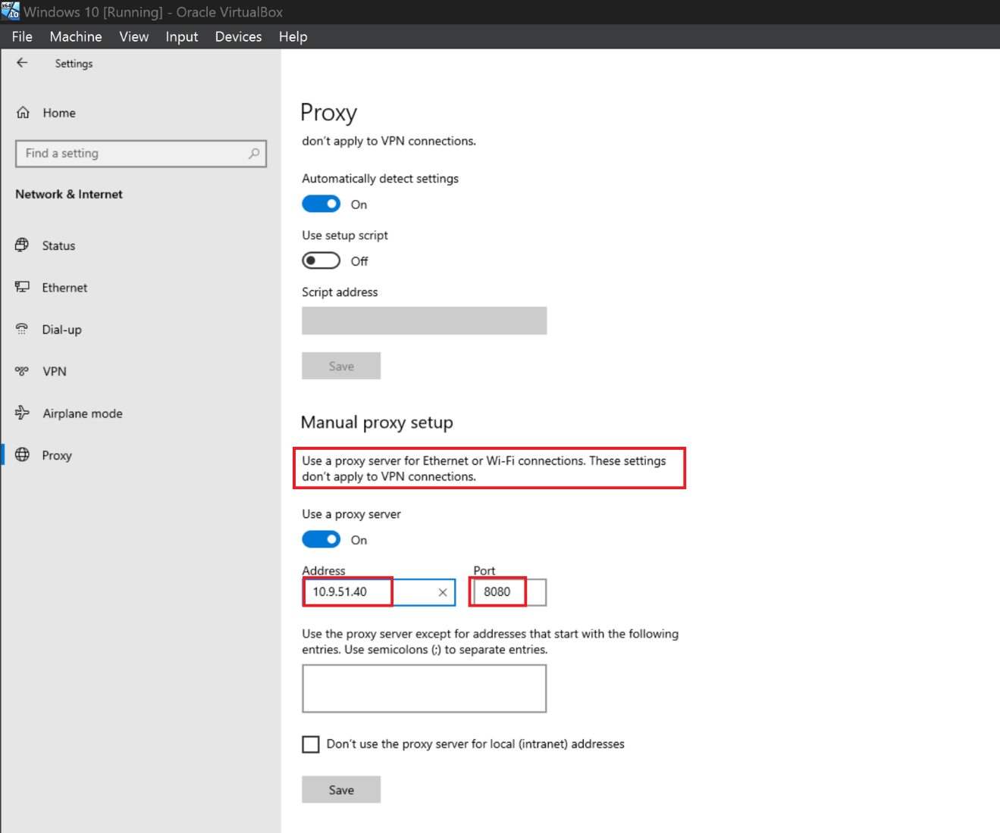 Windows 10 [Running] - Oracle VirtualBox
File Machine View Input Devices Help
Settings
Home
Find a setting
Network & Internet
Status
Ethernet
Dial-up
VPN
Airplane mode
Proxy
Proxy
don't apply to VPN connections.
Automatically detect settings
On
Use setup script
Off
Script address
Save
Manual proxy setup
Use a proxy server for Ethernet or Wi-Fi connections. These settings
don't apply to VPN connections.
Use a proxy server
On
Address Port
10.9.51.40 8080
Use the proxy server except for addresses that start with the following
entries. Use semicolons (;) to separate entries.
Don't use the proxy server for local (intranet) addresses
Save